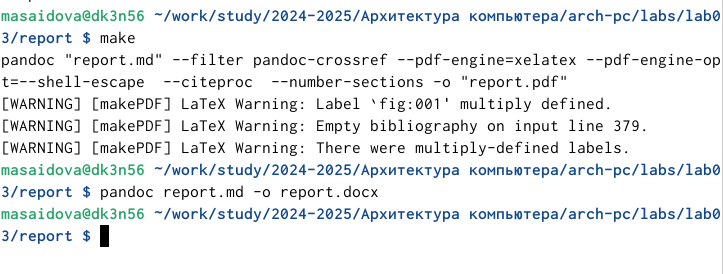 masaidova@dk3n56 ~/work/study/2024-2025/Архитектура компьютера/arch-pc/labs/lab0
3/report $ make
pandoc "report.md" --filter pandoc-crossref --pdf-engine=xelatex --pdf-engine-op
t=--shell-escape  --citeproc  --number-sections -o "report.pdf"
[WARNING] [makePDF] LaTeX Warning: Label `fig:001' multiply defined.
[WARNING] [makePDF] LaTeX Warning: Empty bibliography on input line 379.
[WARNING] [makePDF] LaTeX Warning: There were multiply-defined labels.
masaidova@dk3n56 ~/work/study/2024-2025/Архитектура компьютера/arch-pc/labs/lab0
3/report $ pandoc report.md -o report.docx
masaidova@dk3n56 ~/work/study/2024-2025/Архитектура компьютера/arch-pc/labs/lab0
3/report $